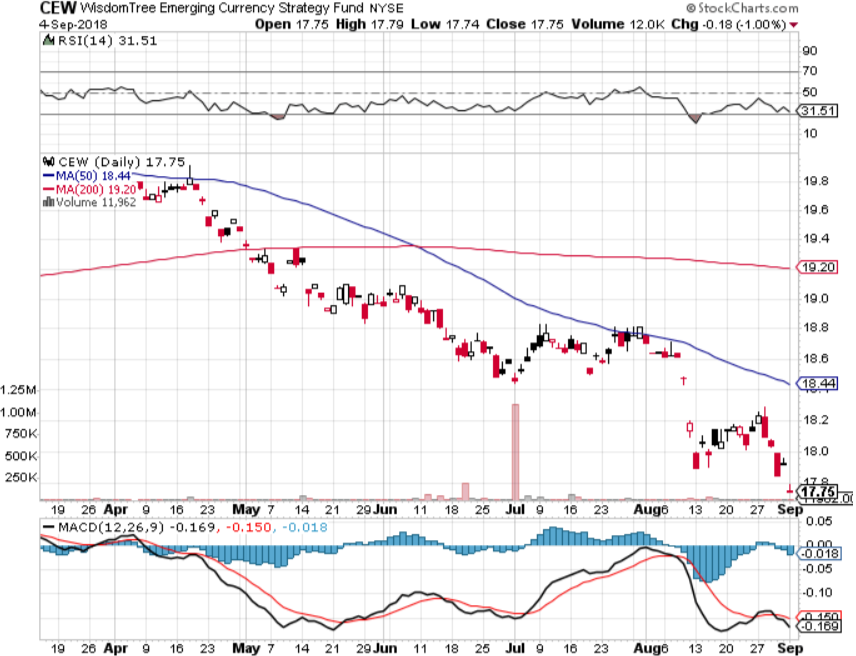 CEW WisdomTree Emerging Currency Strategy Fund NYSE © StockCharts.com
4-Sep-2018 Open 17.75 High 17.79 Low 17.74 Close 17.75 Volume 12.0K Chg -0.18 (-1.00%)
RSI(14) 31.51
90
70
50
31.51
10
CEW (Daily) 17.75
MA(50) 18.44
MA(200) 19.20
Volume 11,962
19.8
19.6
19.4
19.20
19.0
18.8
18.6
18.44
18.2
18.0
17.8
17.75
1.25M
1.00M
750K
500K
250K
19 26 Apr 9 16 23 May 7 14 21 29 Jun 11 18 25 Jul 9 16 23 Aug 6 13 20 27 Sep
MACD(12,26,9) -0.169, -0.150, -0.018
0.05
0.00
-0.018
-0.05
-0.10
-0.150
-0.169
19 26 Apr 9 16 23 May 7 14 21 29 Jun 11 18 25 Jul 9 16 23 Aug 6 13 20 27 Sep